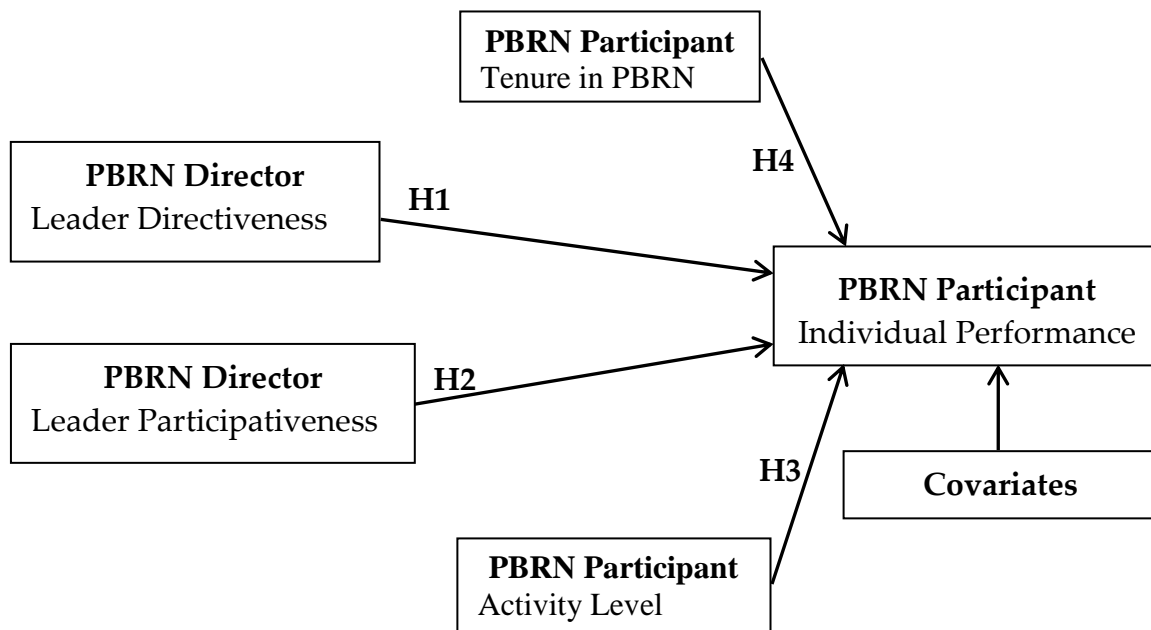 PBRN Participant
Tenure in PBRN
H4
PBRN Director
Leader Directiveness
H1
PBRN Participant
Individual Performance
PBRN Director
Leader Participativeness
H2
H3
Covariates
PBRN Participant
Activity Level